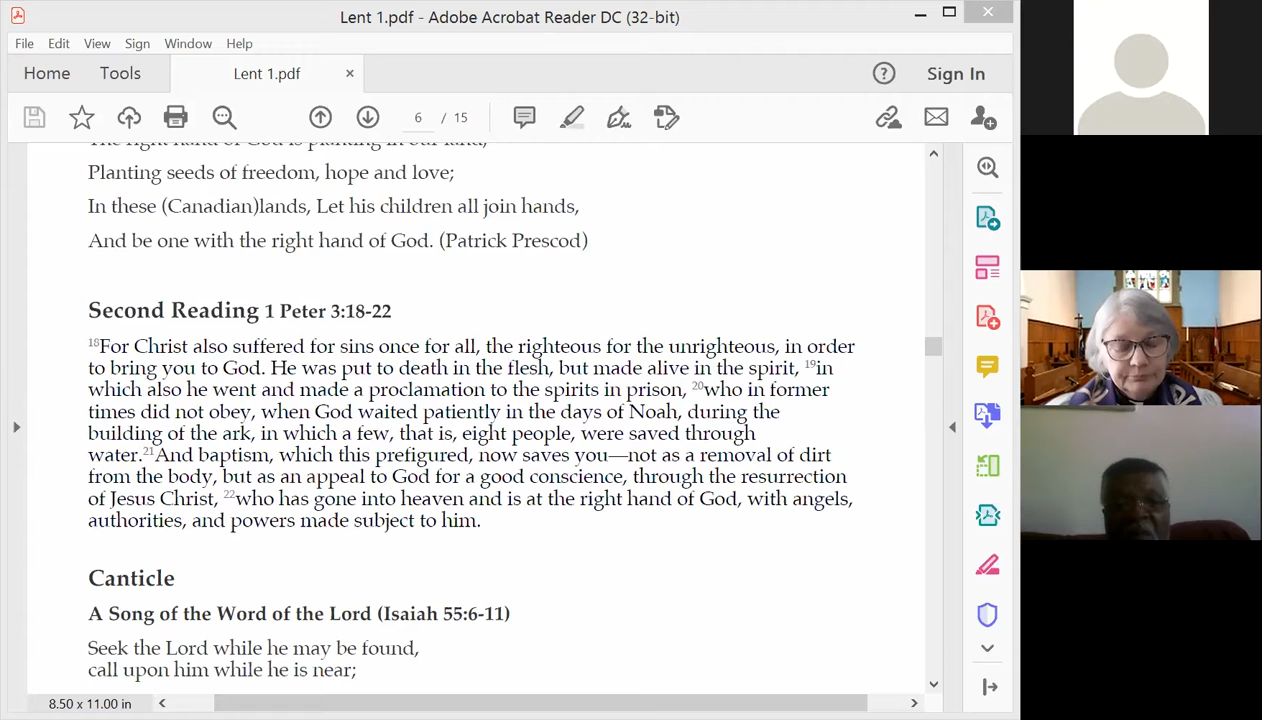 Lent 1.pdf - Adobe Acrobat Reader DC (32-bit)
File Edit View Sign Window Help
Home Tools Lent 1.pdf × ? Sign In
6 / 15
The right hand of God is planting in our land,
Planting seeds of freedom, hope and love;
In these (Canadian)lands, Let his children all join hands,
And be one with the right hand of God. (Patrick Prescod)
Second Reading 1 Peter 3:18-22
18For Christ also suffered for sins once for all, the righteous for the unrighteous, in order
to bring you to God. He was put to death in the flesh, but made alive in the spirit, 19in
which also he went and made a proclamation to the spirits in prison, 20who in former
times did not obey, when God waited patiently in the days of Noah, during the
building of the ark, in which a few, that is, eight people, were saved through
water.21And baptism, which this prefigured, now saves you—not as a removal of dirt
from the body, but as an appeal to God for a good conscience, through the resurrection
of Jesus Christ, 22who has gone into heaven and is at the right hand of God, with angels,
authorities, and powers made subject to him.
Canticle
A Song of the Word of the Lord (Isaiah 55:6-11)
Seek the Lord while he may be found,
call upon him while he is near;
8.50 x 11.00 in